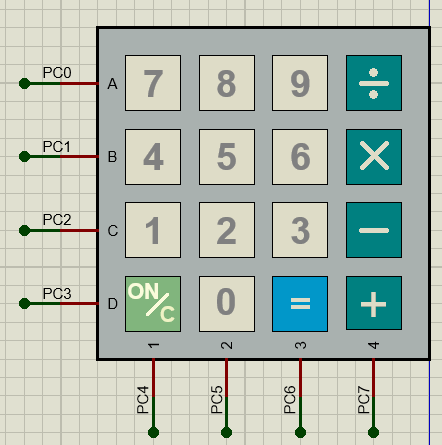 PC0 A 7 8 9 ÷
PC1 B 4 5 6 ×
PC2 C 1 2 3 −
PC3 D ON/C 0 = +
1 2 3 4
PC4 PC5 PC6 PC7